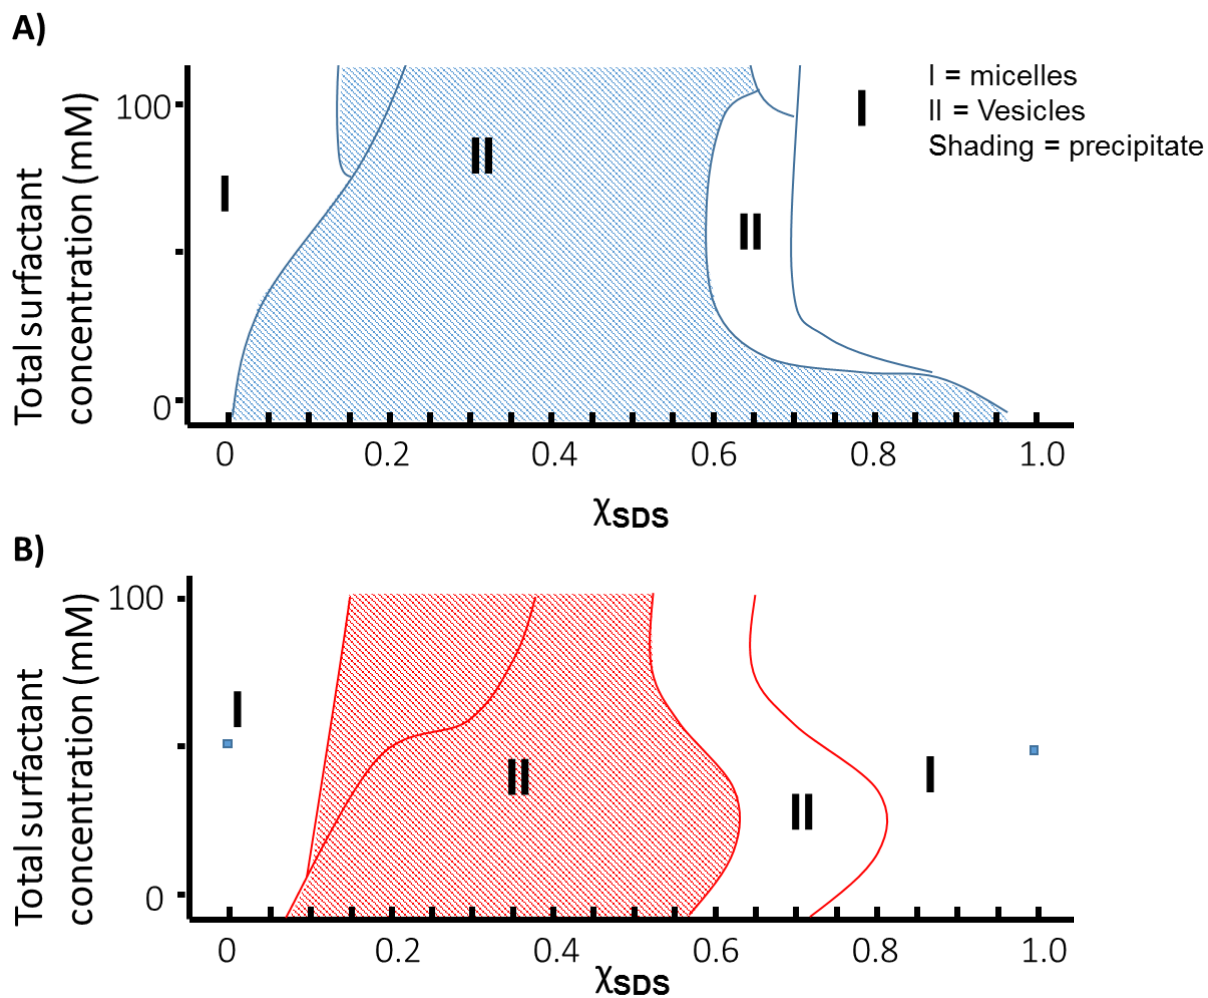 A)
Total surfactant
concentration (mM)
100
0
I
II
II
I
I = micelles
II = Vesicles
Shading = precipitate
0 0.2 0.4 0.6 0.8 1.0
χSDS
B)
Total surfactant
concentration (mM)
100
0
I
II
II
I
0 0.2 0.4 0.6 0.8 1.0
χSDS